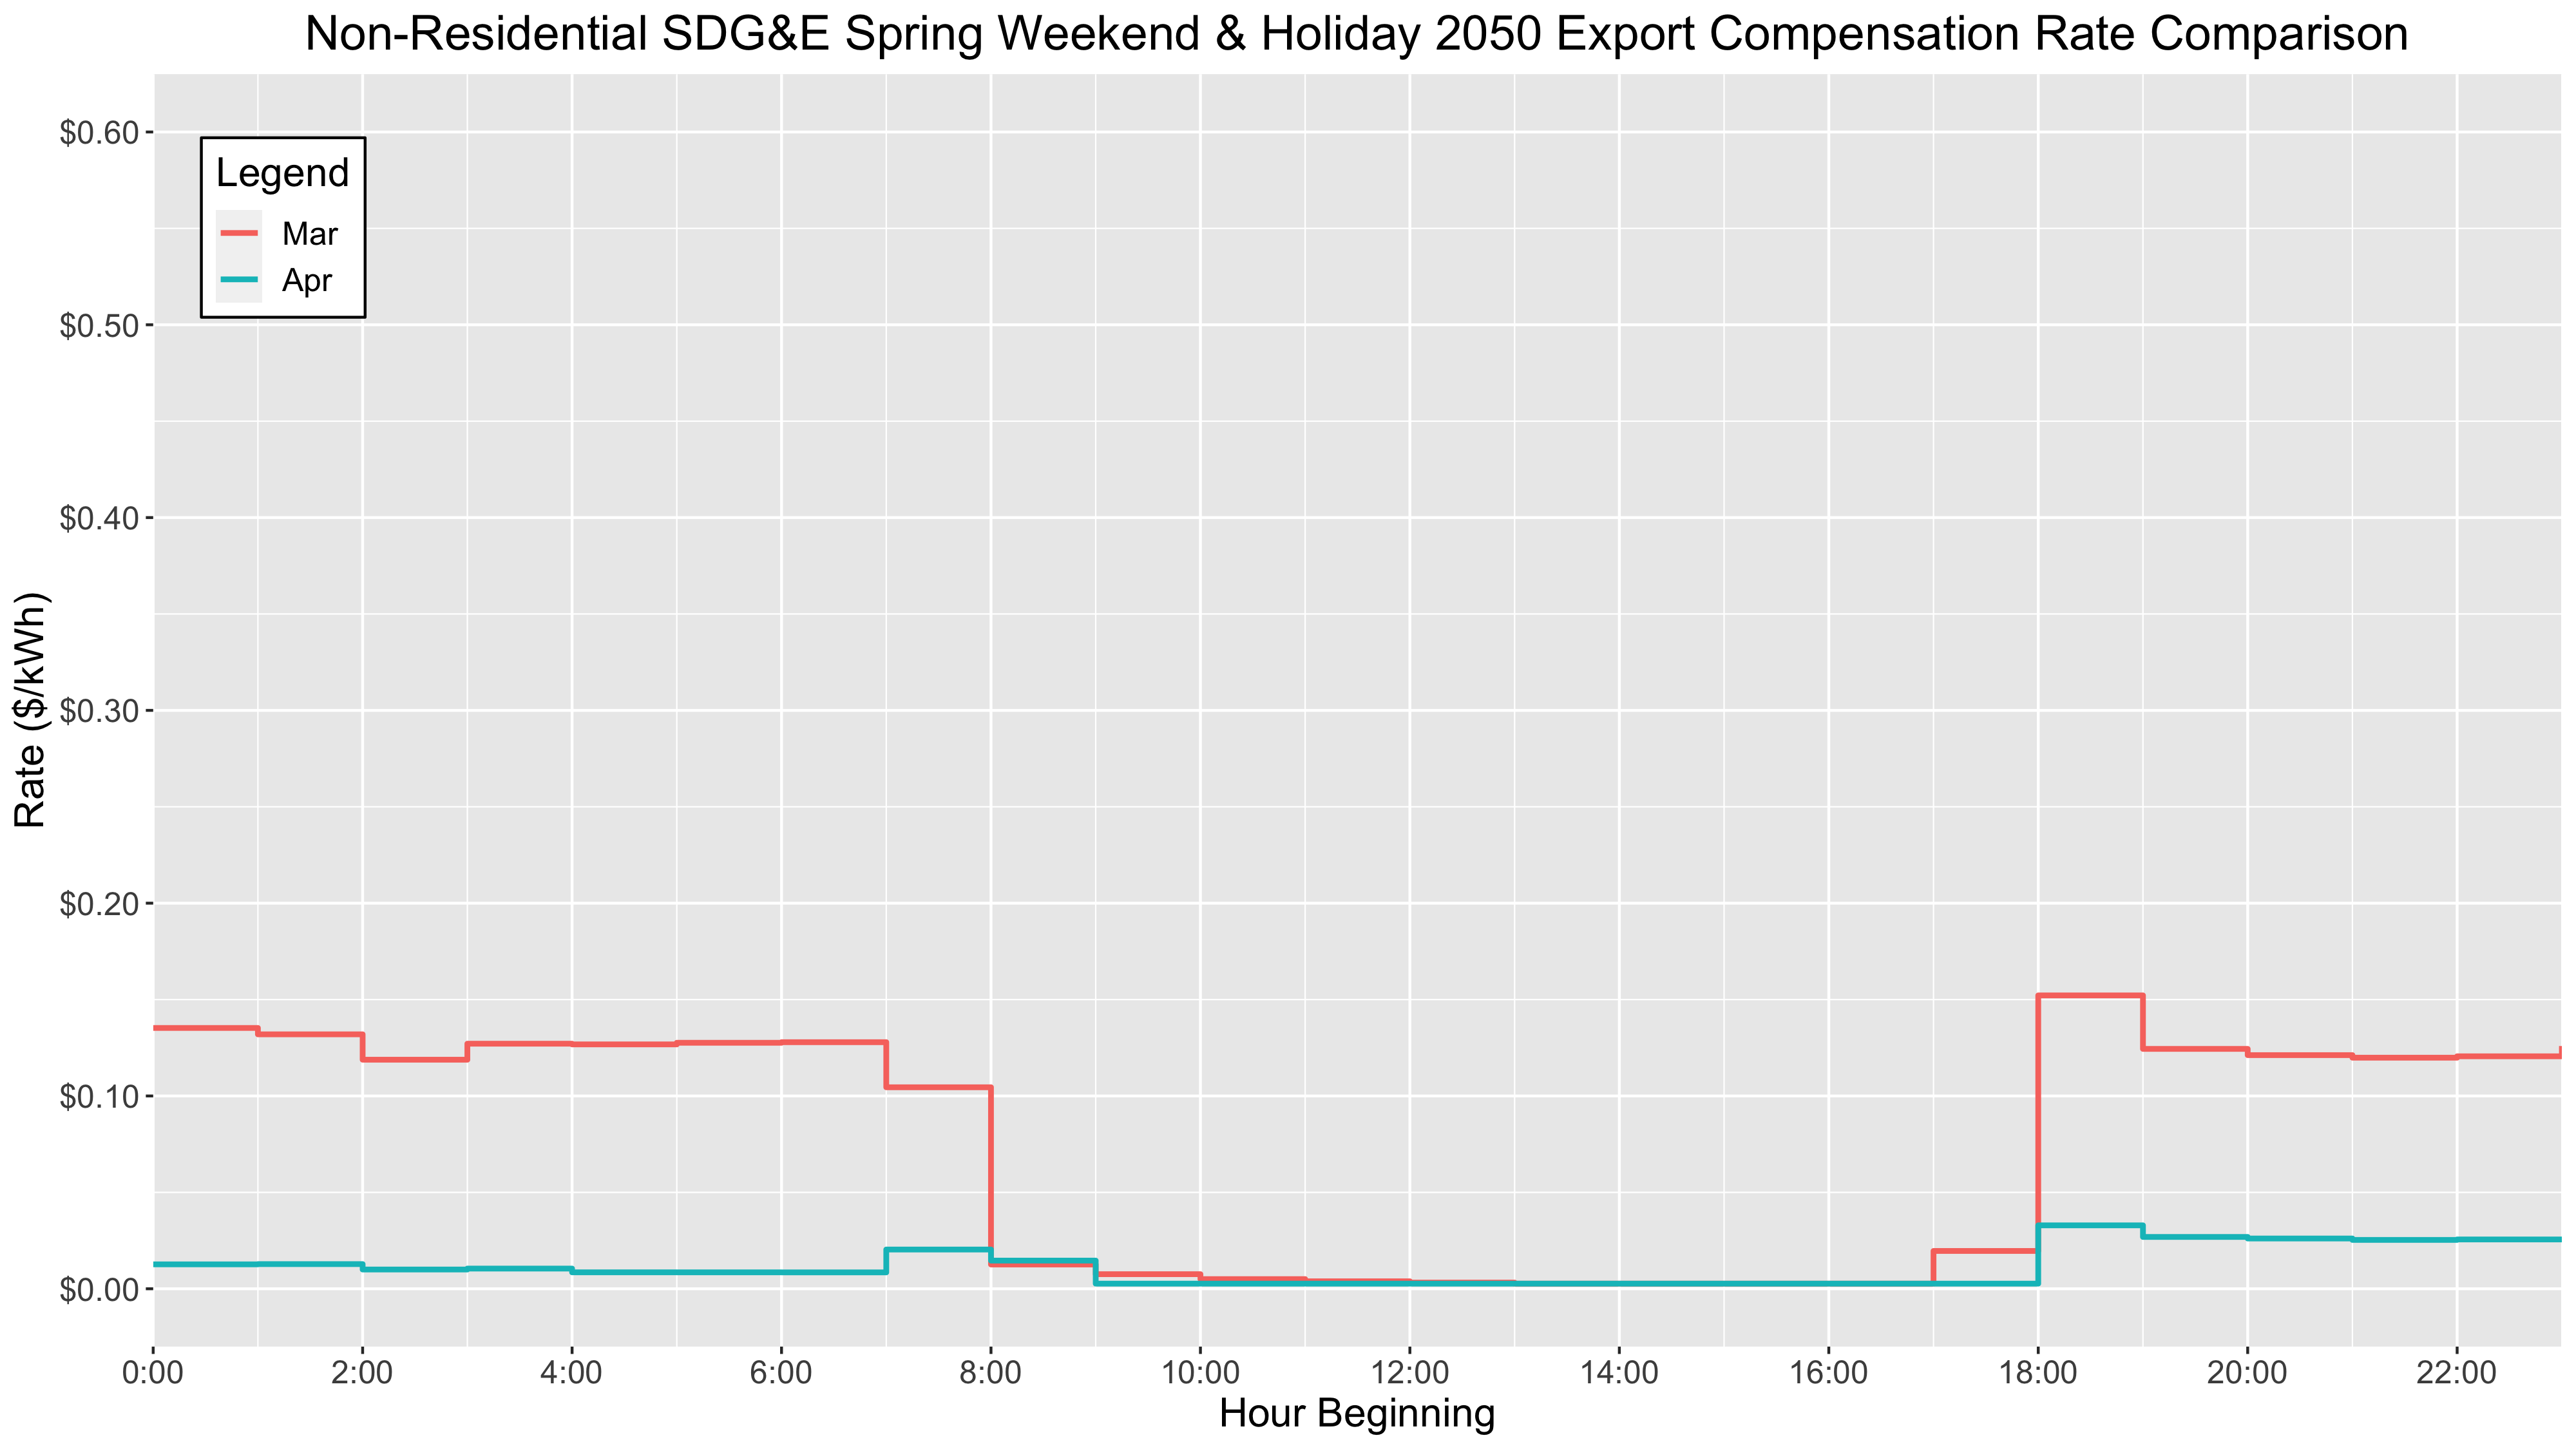 Non-Residential SDG&E Spring Weekend & Holiday 2050 Export Compensation Rate Comparison
$0.60
$0.50
$0.40
$0.30
$0.20
$0.10
$0.00
Rate ($/kWh)
Legend
Mar
Apr
0:00 2:00 4:00 6:00 8:00 10:00 12:00 14:00 16:00 18:00 20:00 22:00
Hour Beginning